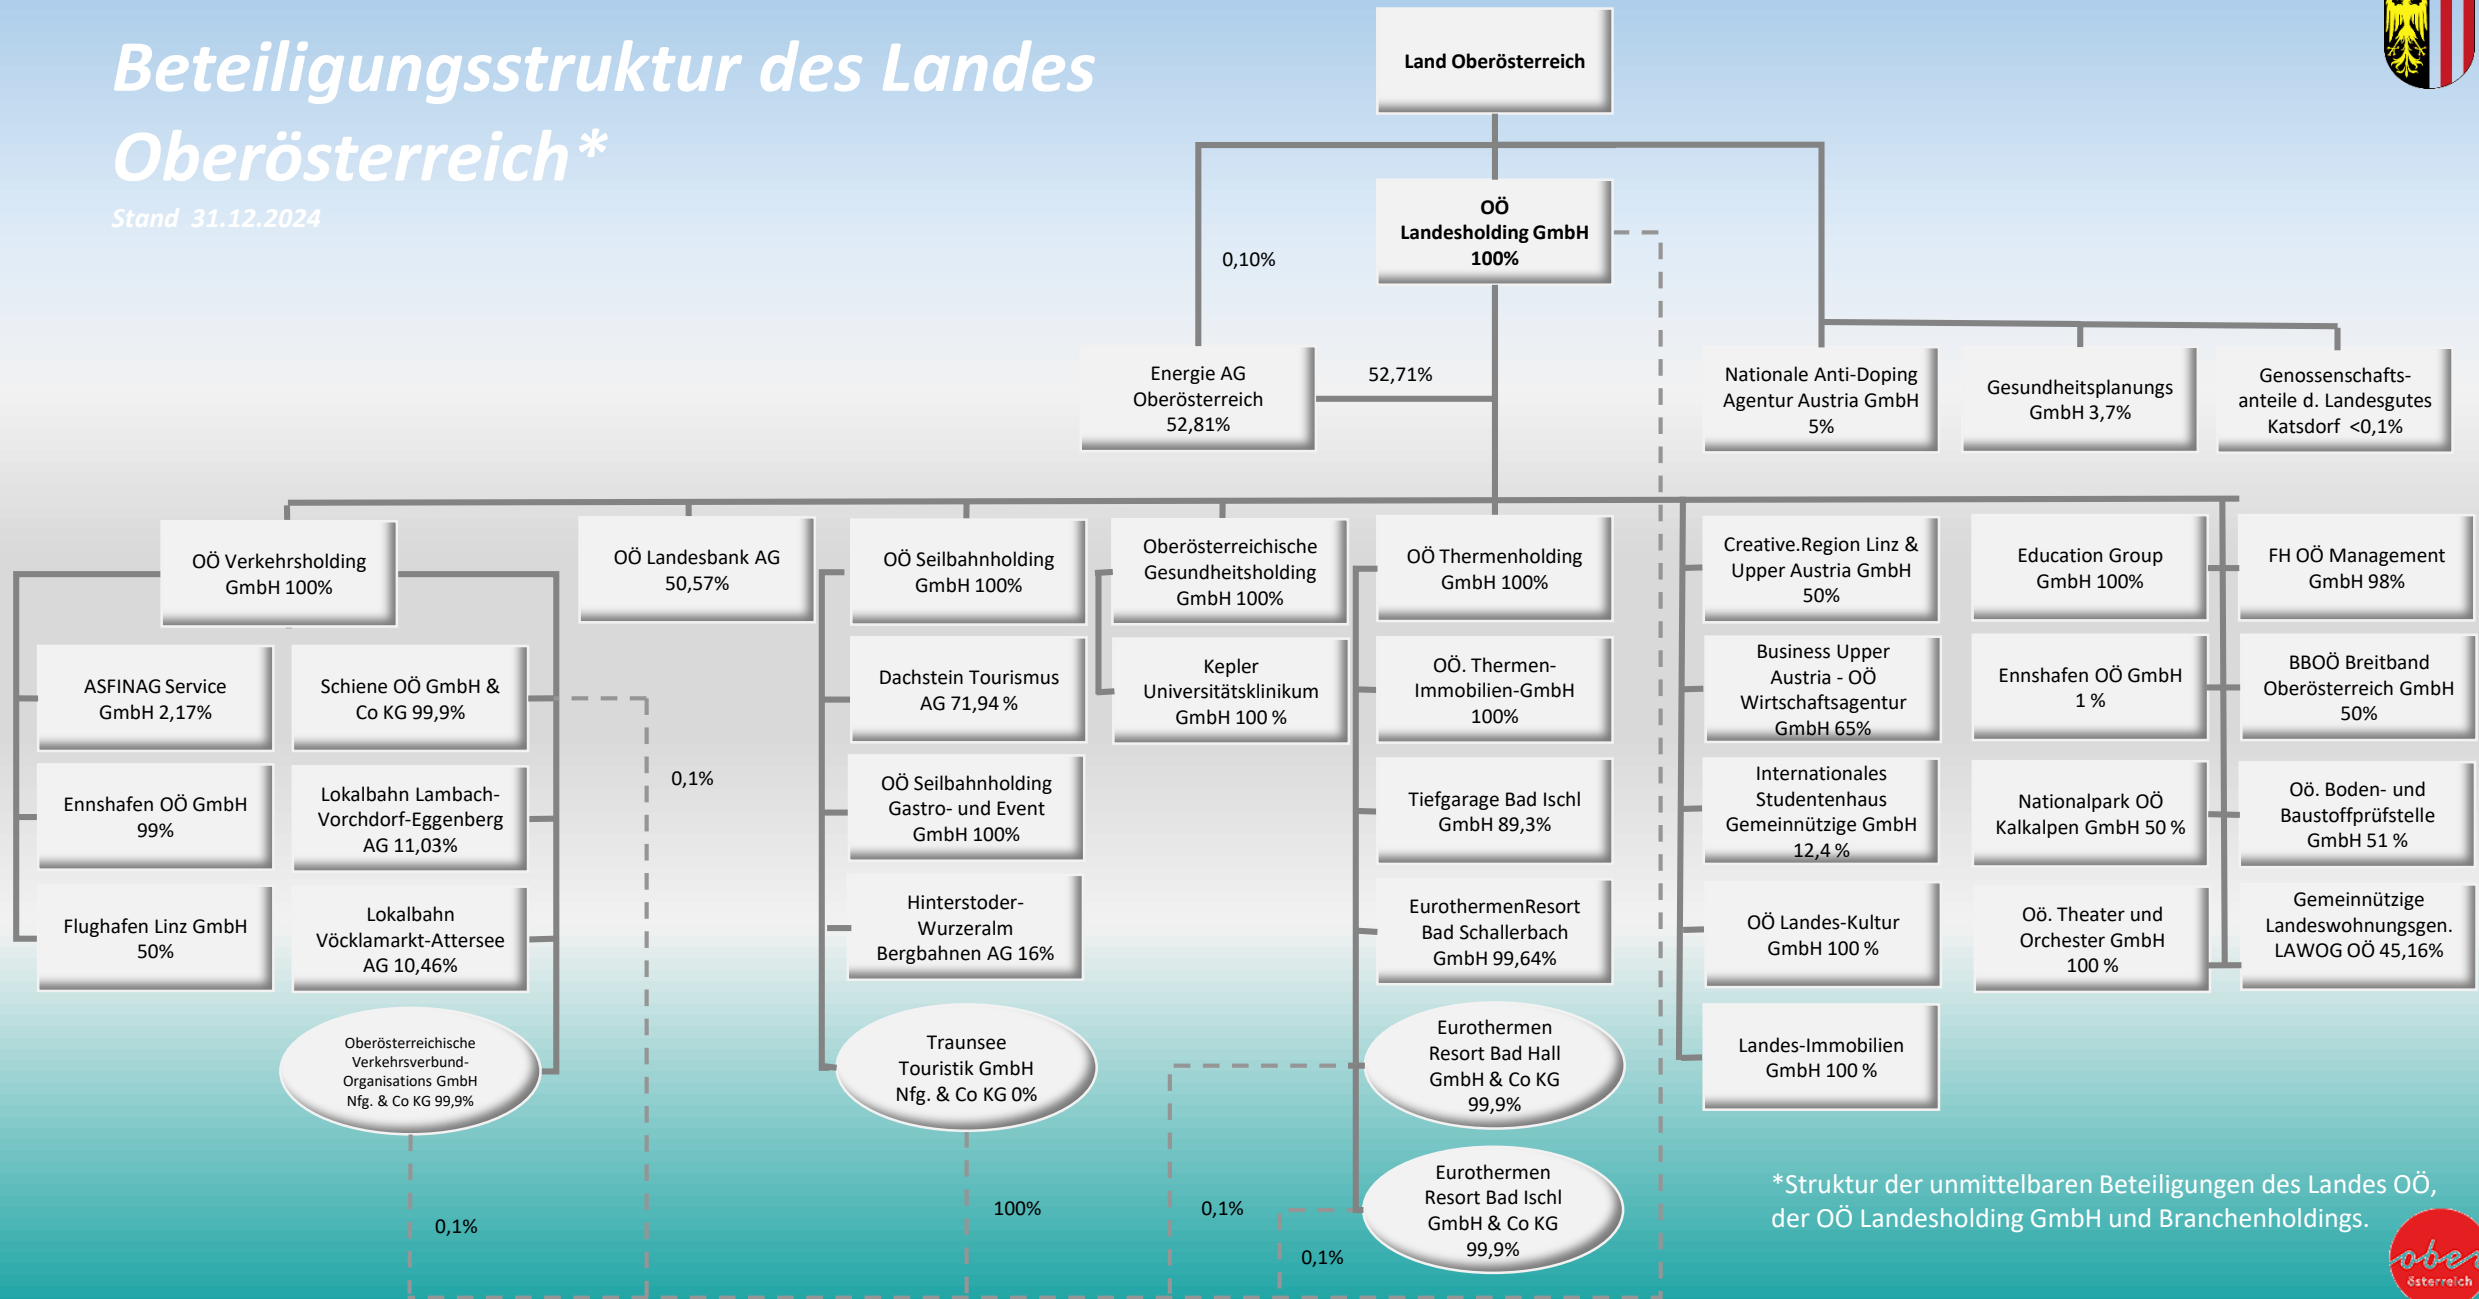 Beteiligungsstruktur des Landes
Oberösterreich*
Stand 31.12.2024
Land Oberösterreich
OÖ
Landesholding GmbH
100%
0,10%
52,71%
Energie AG
Oberösterreich
52,81%
Nationale Anti-Doping
Agentur Austria GmbH
5%
Gesundheitsplanungs
GmbH 3,7%
Genossenschafts-
anteile d. Landesgutes
Katsdorf <0,1%
OÖ Verkehrsholding
GmbH 100%
OÖ Landesbank AG
50,57%
OÖ Seilbahnholding
GmbH 100%
Oberösterreichische
Gesundheitsholding
GmbH 100%
OÖ Thermenholding
GmbH 100%
Creative.Region Linz &
Upper Austria GmbH
50%
Education Group
GmbH 100%
FH OÖ Management
GmbH 98%
ASFINAG Service
GmbH 2,17%
Schiene OÖ GmbH &
Co KG 99,9%
Dachstein Tourismus
AG 71,94 %
Kepler
Universitätsklinikum
GmbH 100 %
OÖ. Thermen-
Immobilien-GmbH
100%
Business Upper
Austria - OÖ
Wirtschaftsagentur
GmbH 65%
Ennshafen OÖ GmbH
1 %
BBOÖ Breitband
Oberösterreich GmbH
50%
0,1%
Ennshafen OÖ GmbH
99%
Lokalbahn Lambach-
Vorchdorf-Eggenberg
AG 11,03%
OÖ Seilbahnholding
Gastro- und Event
GmbH 100%
Tiefgarage Bad Ischl
GmbH 89,3%
Internationales
Studentenhaus
Gemeinnützige GmbH
12,4 %
Nationalpark OÖ
Kalkalpen GmbH 50 %
Oö. Boden- und
Baustoffprüfstelle
GmbH 51 %
Flughafen Linz GmbH
50%
Lokalbahn
Vöcklamarkt-Attersee
AG 10,46%
Hinterstoder-
Wurzeralm
Bergbahnen AG 16%
EurothermenResort
Bad Schallerbach
GmbH 99,64%
OÖ Landes-Kultur
GmbH 100 %
Oö. Theater und
Orchester GmbH
100 %
Gemeinnützige
Landeswohnungsgen.
LAWOG OÖ 45,16%
Oberösterreichische
Verkehrsverbund-
Organisations GmbH
Nfg. & Co KG 99,9%
Traunsee
Touristik GmbH
Nfg. & Co KG 0%
Eurothermen
Resort Bad Hall
GmbH & Co KG
99,9%
Landes-Immobilien
GmbH 100 %
Eurothermen
Resort Bad Ischl
GmbH & Co KG
99,9%
0,1%
100%
0,1%
0,1%
*Struktur der unmittelbaren Beteiligungen des Landes OÖ,
der OÖ Landesholding GmbH und Branchenholdings.
ober
österreich